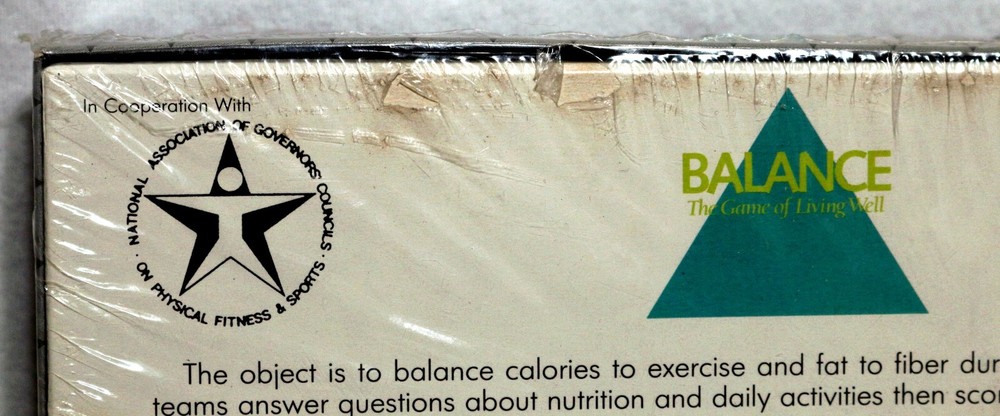 In Cooperation With
NATIONAL ASSOCIATION OF GOVERNORS COUNCILS
· ON PHYSICAL FITNESS & SPORTS ·
BALANCE
The Game of Living Well
The object is to balance calories to exercise and fat to fiber
teams answer questions about nutrition and daily activities then